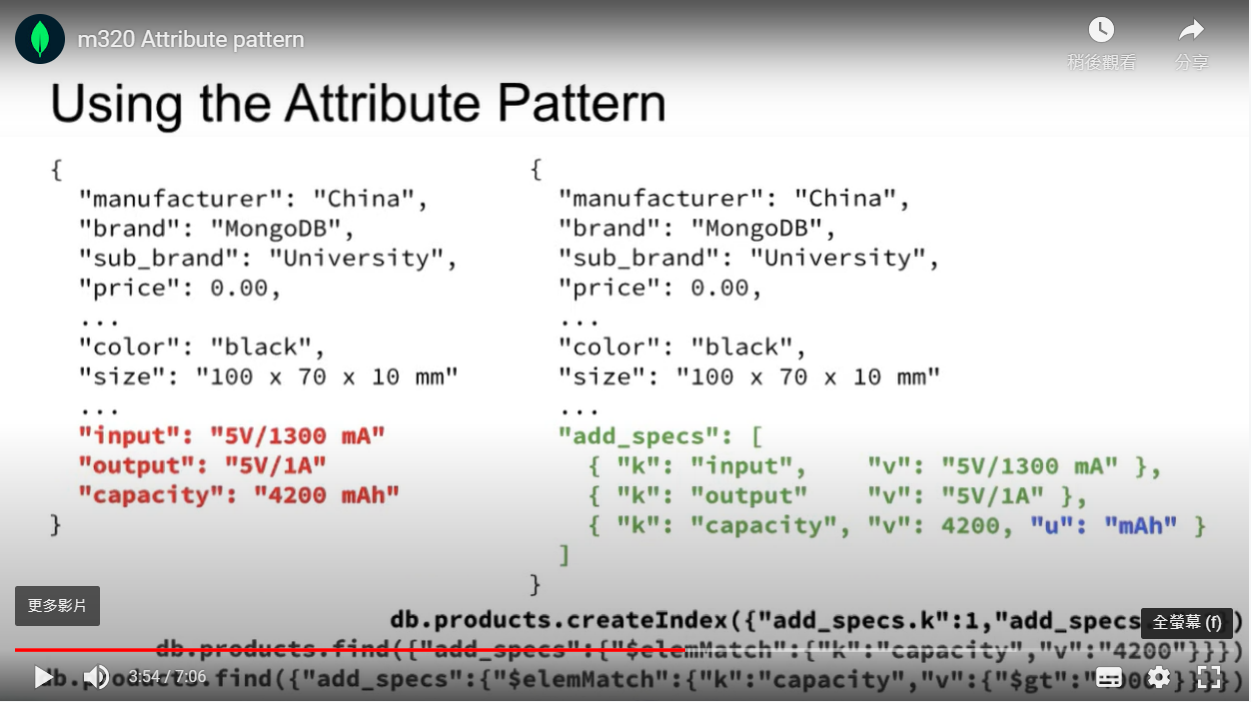 m320 Attribute pattern
稍後觀看
分享
Using the Attribute Pattern
{
"manufacturer": "China",
"brand": "MongoDB",
"sub_brand": "University",
"price": 0.00,
...
"color": "black",
"size": "100 x 70 x 10 mm"
...
"input": "5V/1300 mA"
"output": "5V/1A"
"capacity": "4200 mAh"
}
{
"manufacturer": "China",
"brand": "MongoDB",
"sub_brand": "University",
"price": 0.00,
...
"color": "black",
"size": "100 x 70 x 10 mm"
...
"add_specs": [
{ "k": "input", "v": "5V/1300 mA" },
{ "k": "output" "v": "5V/1A" },
{ "k": "capacity", "v": 4200, "u": "mAh" }
]
}
更多影片
db.products.createIndex({"add_specs.k":1,"add_specs
全螢幕 (f)
db.products.find({"add_specs":{"$elemMatch":{"k":"capacity","v":"4200"}}})
3:54 / 7:06
db.products.find({"add_specs":{"$elemMatch":{"k":"capacity","v":{"$gt":